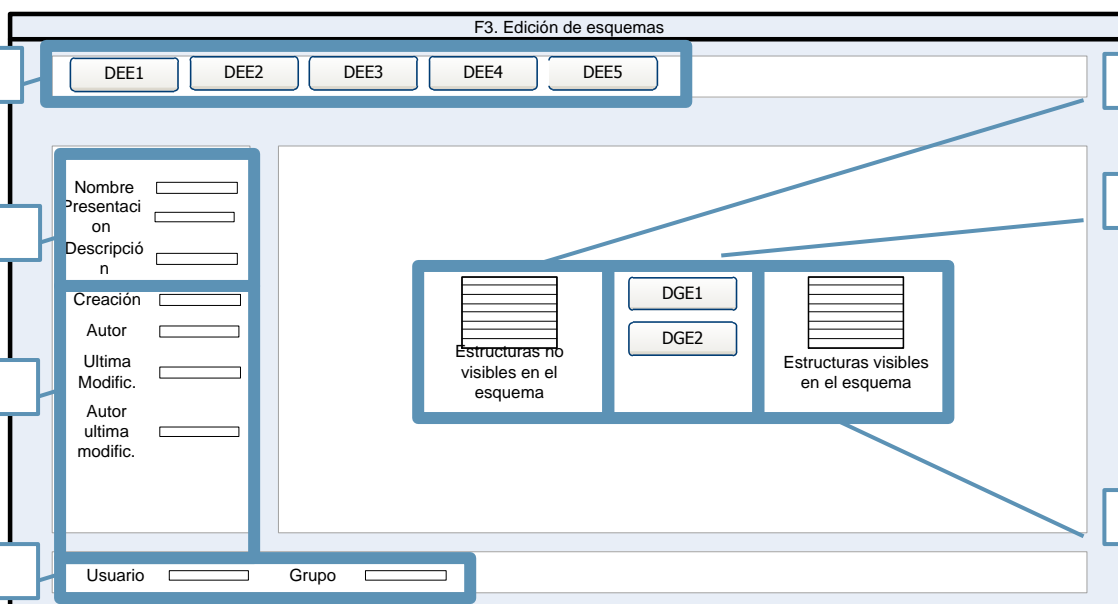 F3. Edición de esquemas
DEE1
DEE2
DEE3
DEE4
DEE5
Nombre
Presentaci
on
Descripció
n
Creación
Autor
Ultima
Modific.
Autor
ultima
modific.
Estructuras no
visibles en el
esquema
DGE1
DGE2
Estructuras visibles
en el esquema
Usuario
Grupo